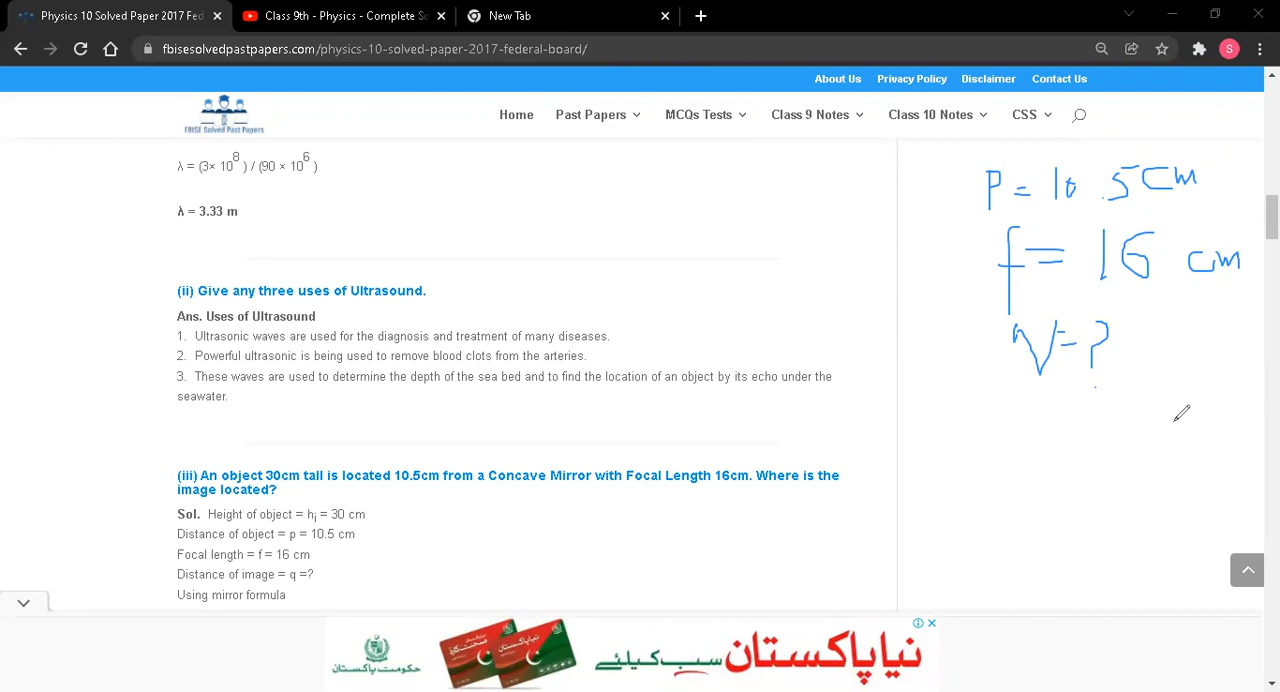 Physics 10 Solved Paper 2017 Fed
Class 9th - Physics - Complete So
New Tab
fbisesolvedpastpapers.com/physics-10-solved-paper-2017-federal-board/
S
About Us Privacy Policy Disclaimer Contact Us
FBISE Solved Past Papers
Home Past Papers MCQs Tests Class 9 Notes Class 10 Notes CSS
λ = (3× 10^8 ) / (90 × 10^6 )
λ = 3.33 m
(ii) Give any three uses of Ultrasound.
Ans. Uses of Ultrasound
1. Ultrasonic waves are used for the diagnosis and treatment of many diseases.
2. Powerful ultrasonic is being used to remove blood clots from the arteries.
3. These waves are used to determine the depth of the sea bed and to find the location of an object by its echo under the
seawater.
(iii) An object 30cm tall is located 10.5cm from a Concave Mirror with Focal Length 16cm. Where is the
image located?
Sol. Height of object = hᵢ = 30 cm
Distance of object = p = 10.5 cm
Focal length = f = 16 cm
Distance of image = q =?
Using mirror formula
P = 10.5 cm
f = 16 cm
V = ?
حکومتِ پاکستان
نیا پاکستان
سب کیلئے